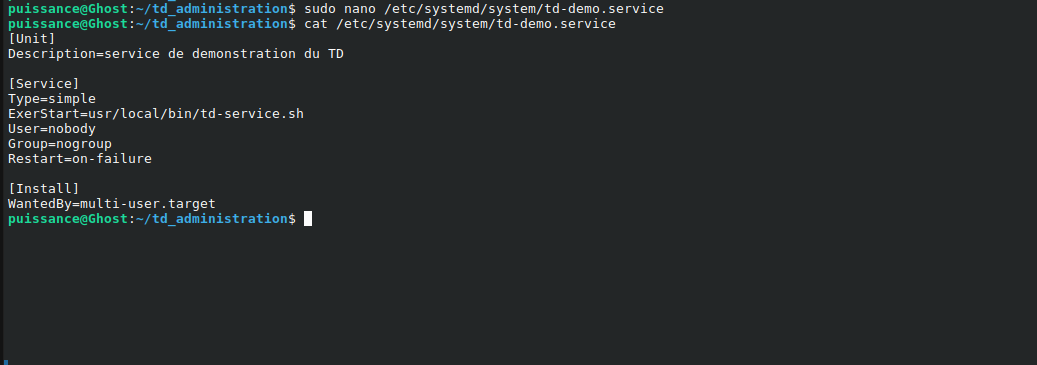 puissance@Ghost:~/td_administration$ sudo nano /etc/systemd/system/td-demo.service
puissance@Ghost:~/td_administration$ cat /etc/systemd/system/td-demo.service
[Unit]
Description=service de demonstration du TD

[Service]
Type=simple
ExerStart=usr/local/bin/td-service.sh
User=nobody
Group=nogroup
Restart=on-failure

[Install]
WantedBy=multi-user.target
puissance@Ghost:~/td_administration$